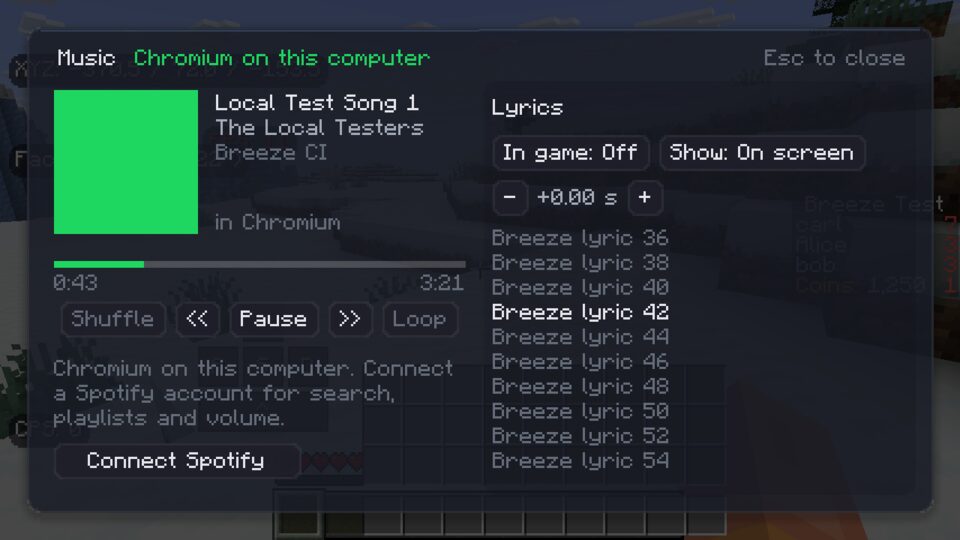 Music Chromium on this computer
Esc to close
Local Test Song 1
The Local Testers
Breeze CI
in Chromium
0:43
3:21
Shuffle << Pause >> Loop
Chromium on this computer. Connect
a Spotify account for search,
playlists and volume.
Connect Spotify
Lyrics
In game: Off Show: On screen
- +0.00 s +
Breeze lyric 36
Breeze lyric 38
Breeze lyric 40
Breeze lyric 42
Breeze lyric 44
Breeze lyric 46
Breeze lyric 48
Breeze lyric 50
Breeze lyric 52
Breeze lyric 54
Breeze Test
carl
Alice
bob
Coins: 1,250